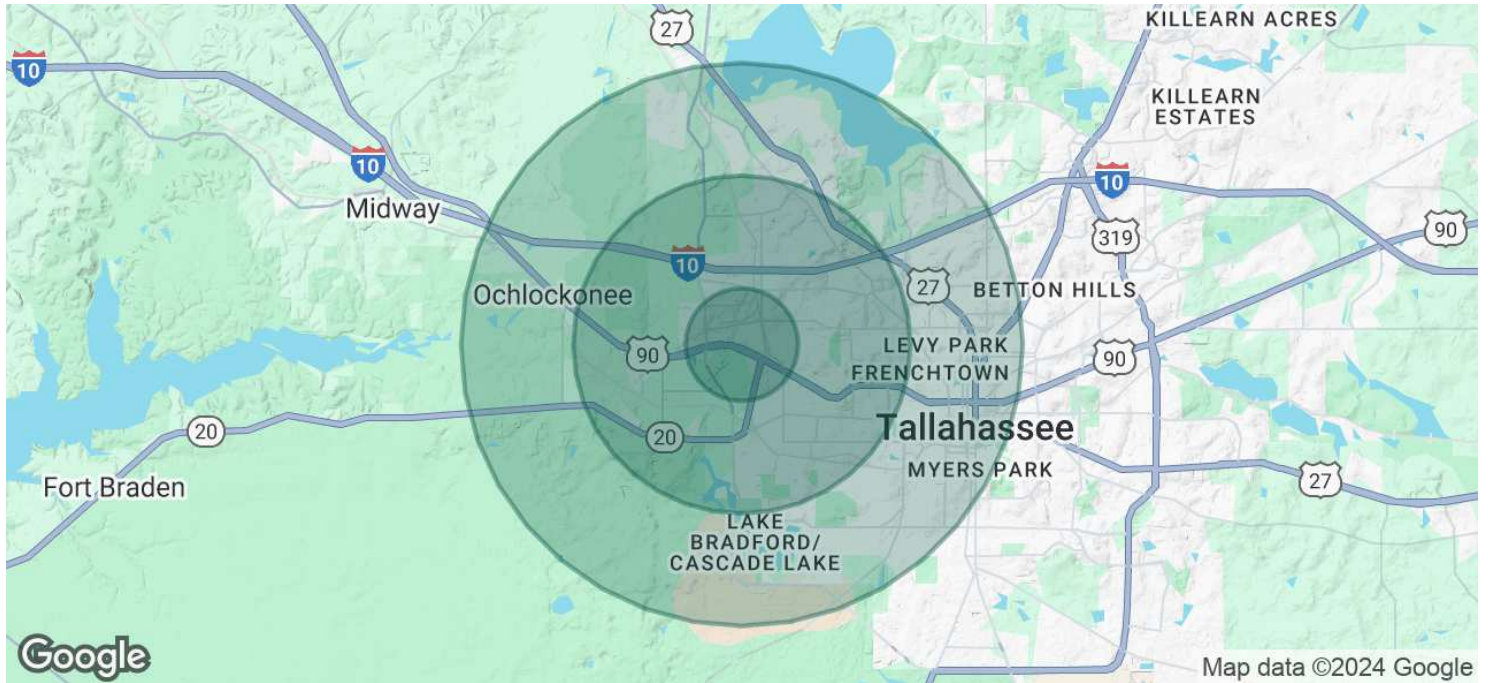 KILLEARN ACRES
27
10
KILLEARN
ESTATES
10
10
Midway
90
319
10
27
Ochlockonee
BETTON HILLS
LEVY PARK
90
90
FRENCHTOWN
Tallahassee
20
20
MYERS PARK
27
Fort Braden
LAKE
BRADFORD/
CASCADE LAKE
Google
Map data ©2024 Google